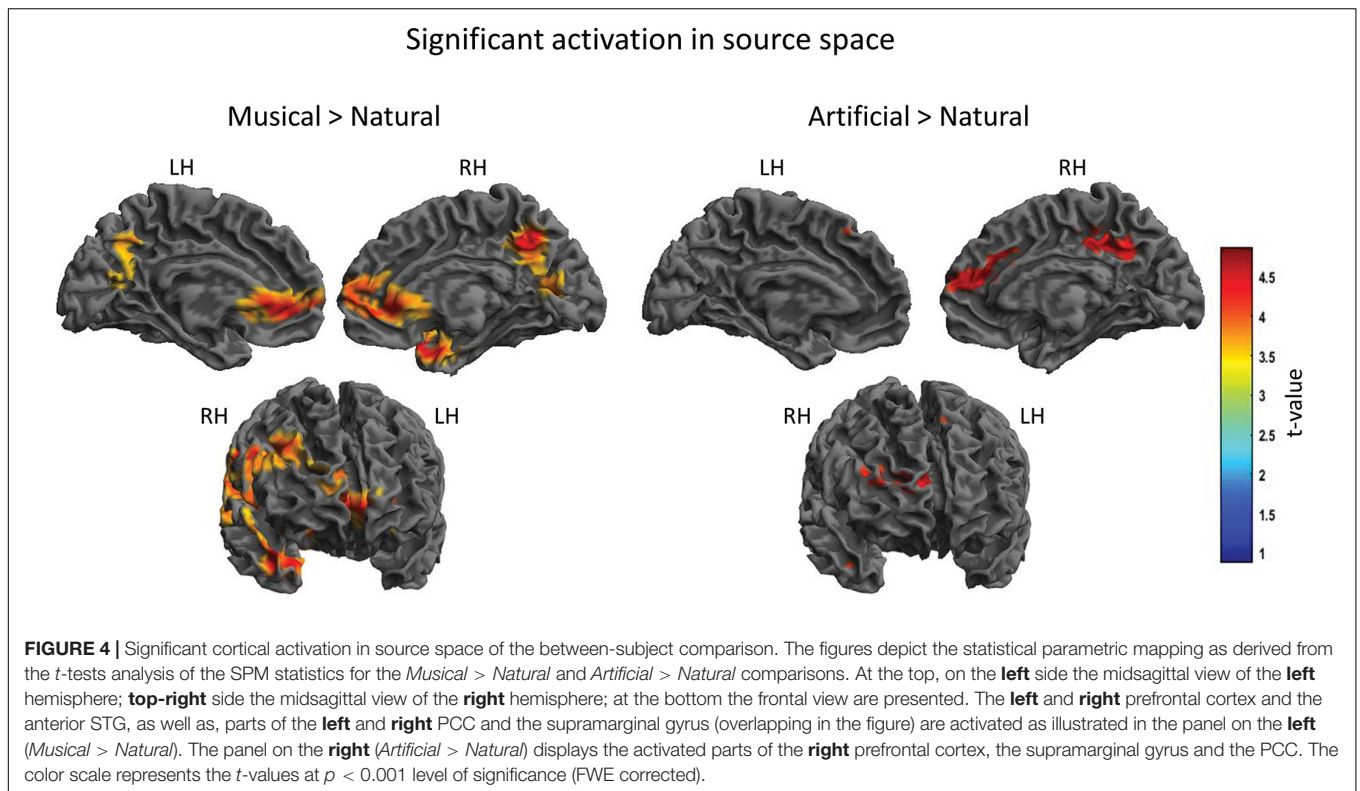 Significant activation in source space
Musical > Natural
Artificial > Natural
LH
RH
LH
RH
RH
LH
RH
LH
4.5
4
3.5
3
2.5
2
1.5
1
t-value
FIGURE 4 | Significant cortical activation in source space of the between-subject comparison. The figures depict the statistical parametric mapping as derived from
the t-tests analysis of the SPM statistics for the Musical > Natural and Artificial > Natural comparisons. At the top, on the left side the midsagittal view of the left
hemisphere; top-right side the midsagittal view of the right hemisphere; at the bottom the frontal view are presented. The left and right prefrontal cortex and the
anterior STG, as well as, parts of the left and right PCC and the supramarginal gyrus (overlapping in the figure) are activated as illustrated in the panel on the left
(Musical > Natural). The panel on the right (Artificial > Natural) displays the activated parts of the right prefrontal cortex, the supramarginal gyrus and the PCC. The
color scale represents the t-values at p < 0.001 level of significance (FWE corrected).